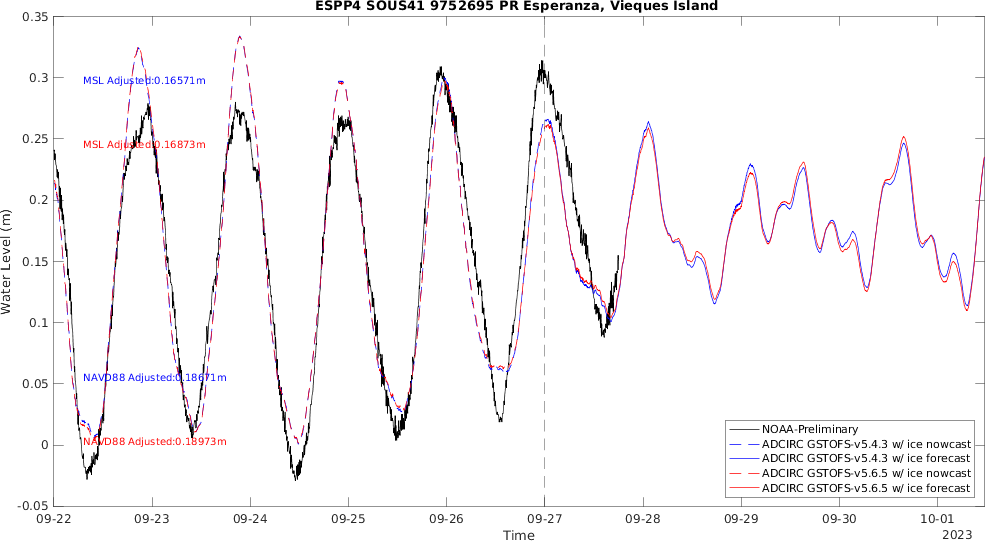 ESPP4 SOUS41 9752695 PR Esperanza, Vieques Island
0.35
0.3
0.25
0.2
0.15
0.1
0.05
0
-0.05
Water Level (m)
MSL Adjusted:0.16571m
MSL Adjusted:0.16873m
NAVD88 Adjusted:0.18671m
NAVD88 Adjusted:0.18973m
NOAA-Preliminary
ADCIRC GSTOFS-v5.4.3 w/ ice nowcast
ADCIRC GSTOFS-v5.4.3 w/ ice forecast
ADCIRC GSTOFS-v5.6.5 w/ ice nowcast
ADCIRC GSTOFS-v5.6.5 w/ ice forecast
09-22 09-23 09-24 09-25 09-26 09-27 09-28 09-29 09-30 10-01
Time
2023